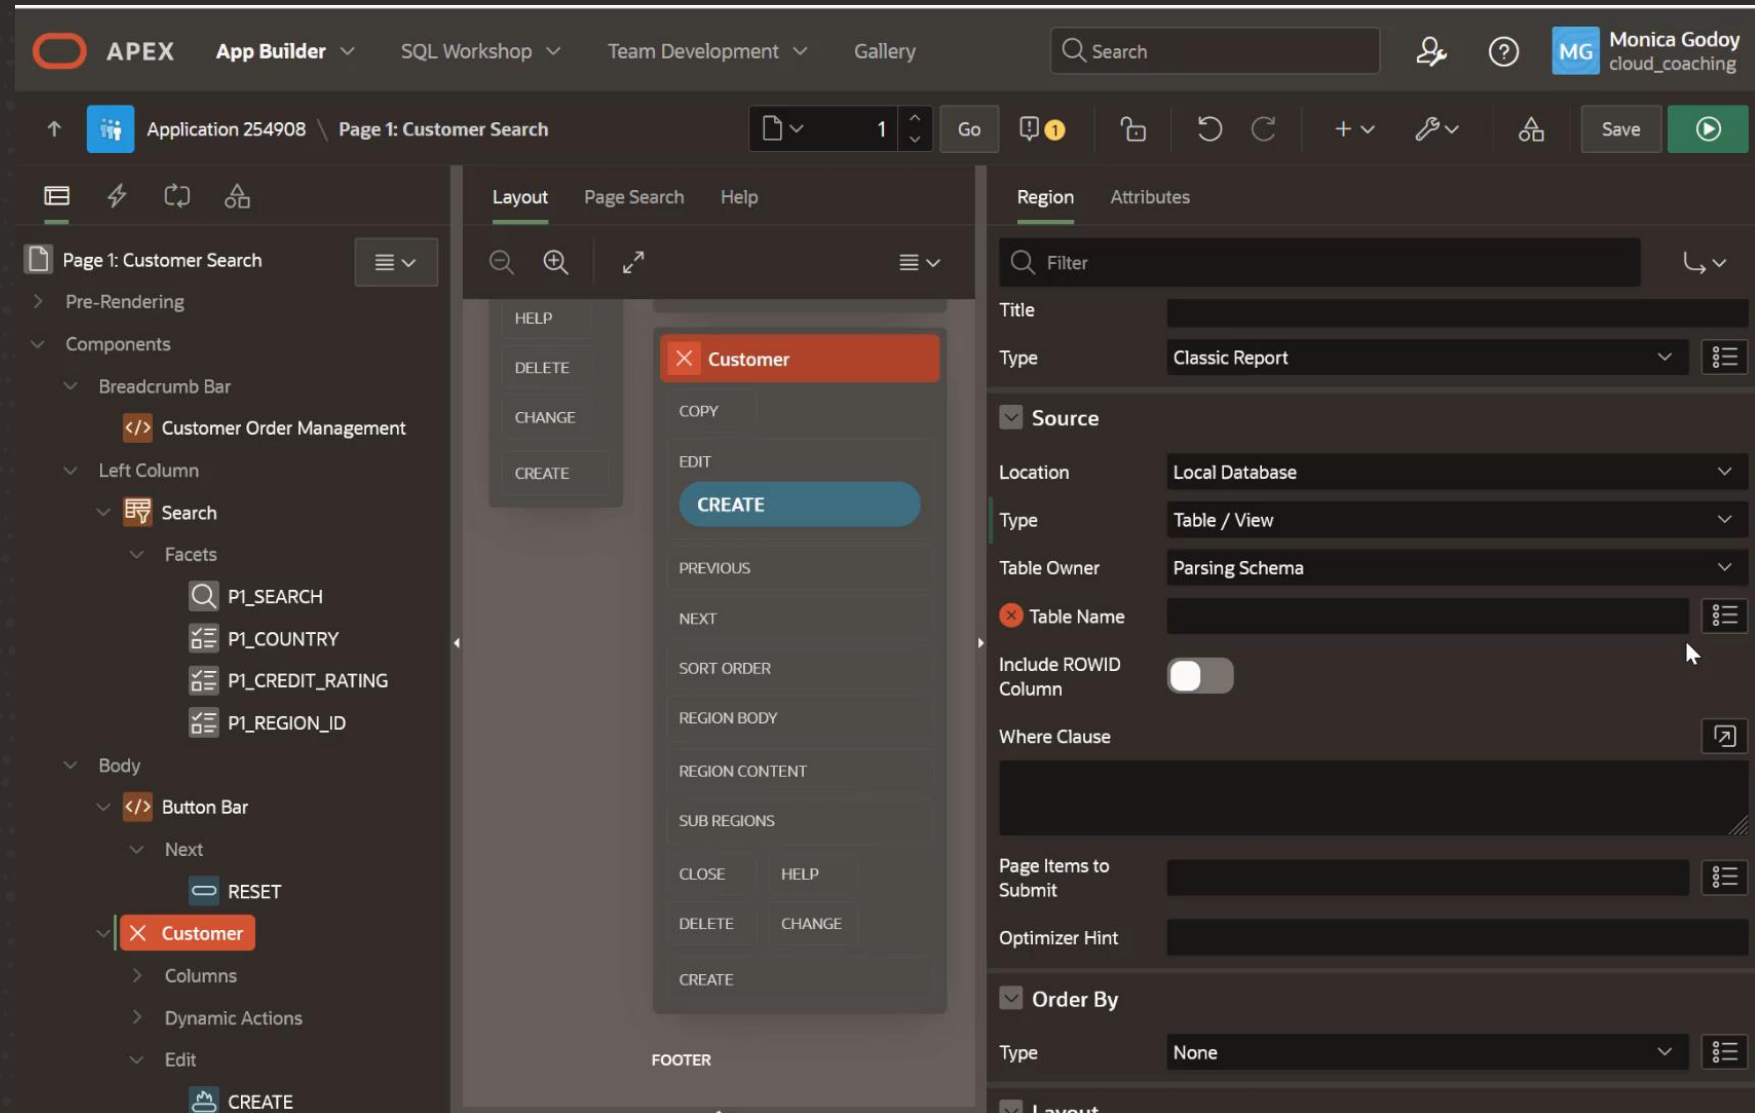 APEX App Builder SQL Workshop Team Development Gallery Search MG Monica Godoy
cloud_coaching
Application 254908 \ Page 1: Customer Search 1 Go 1 Save
Page 1: Customer Search
Pre-Rendering
Components
Breadcrumb Bar
Customer Order Management
Left Column
Search
Facets
P1_SEARCH
P1_COUNTRY
P1_CREDIT_RATING
P1_REGION_ID
Body
Button Bar
Next
RESET
Customer
Columns
Dynamic Actions
Edit
CREATE
Layout Page Search Help
HELP
DELETE
CHANGE
CREATE
Customer
COPY
EDIT
CREATE
PREVIOUS
NEXT
SORT ORDER
REGION BODY
REGION CONTENT
SUB REGIONS
CLOSE HELP
DELETE CHANGE
CREATE
FOOTER
Region Attributes
Filter
Title
Type Classic Report
Source
Location Local Database
Type Table / View
Table Owner Parsing Schema
Table Name
Include ROWID
Column
Where Clause
Page Items to
Submit
Optimizer Hint
Order By
Type None
Layout